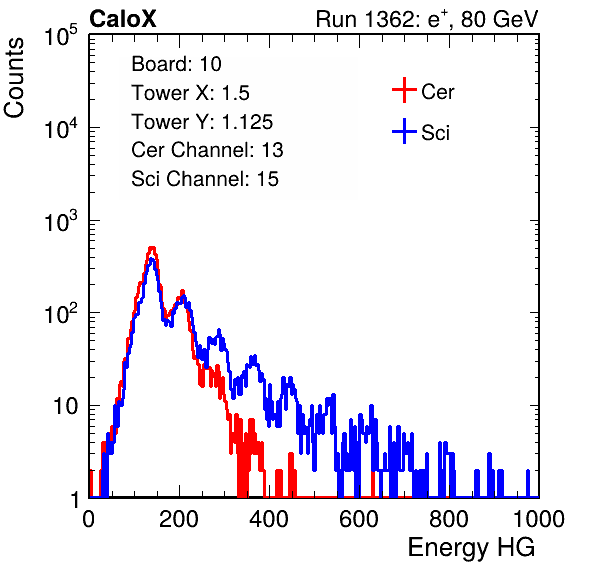 CaloX Run 1362: e⁺, 80 GeV
Counts
10⁵
10⁴
10³
10²
10
1
Board: 10
Tower X: 1.5
Tower Y: 1.125
Cer Channel: 13
Sci Channel: 15
Cer
Sci
0 200 400 600 800 1000
Energy HG